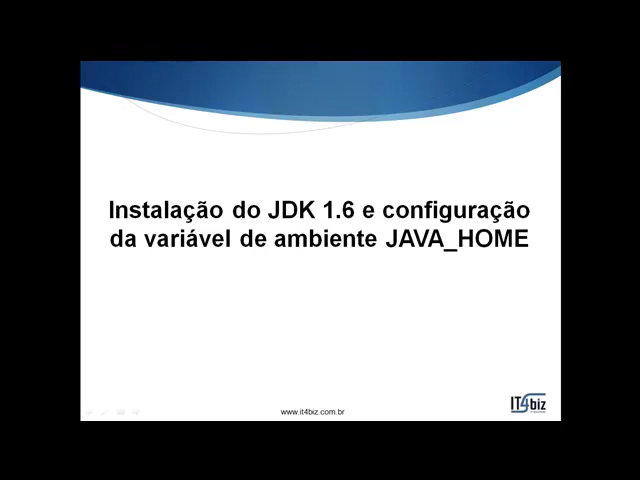 Instalação do JDK 1.6 e configuração
da variável de ambiente JAVA_HOME
www.it4biz.com.br
IT4biz